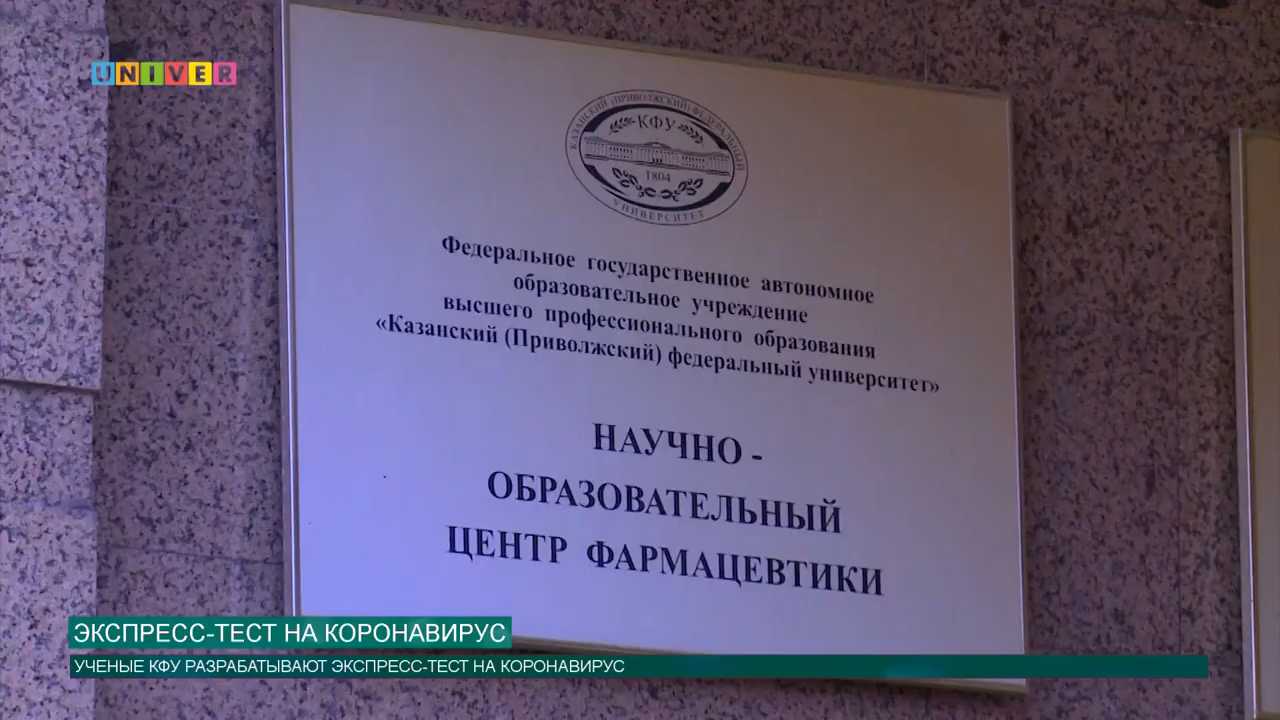 UNIVER
КАЗАНСКИЙ (ПРИВОЛЖСКИЙ) ФЕДЕРАЛЬНЫЙ
КФУ
1804
УНИВЕРСИТЕТ
Федеральное государственное автономное
образовательное учреждение
высшего профессионального образования
«Казанский (Приволжский) федеральный университет»
НАУЧНО -
ОБРАЗОВАТЕЛЬНЫЙ
ЦЕНТР ФАРМАЦЕВТИКИ
ЭКСПРЕСС-ТЕСТ НА КОРОНАВИРУС
УЧЕНЫЕ КФУ РАЗРАБАТЫВАЮТ ЭКСПРЕСС-ТЕСТ НА КОРОНАВИРУС